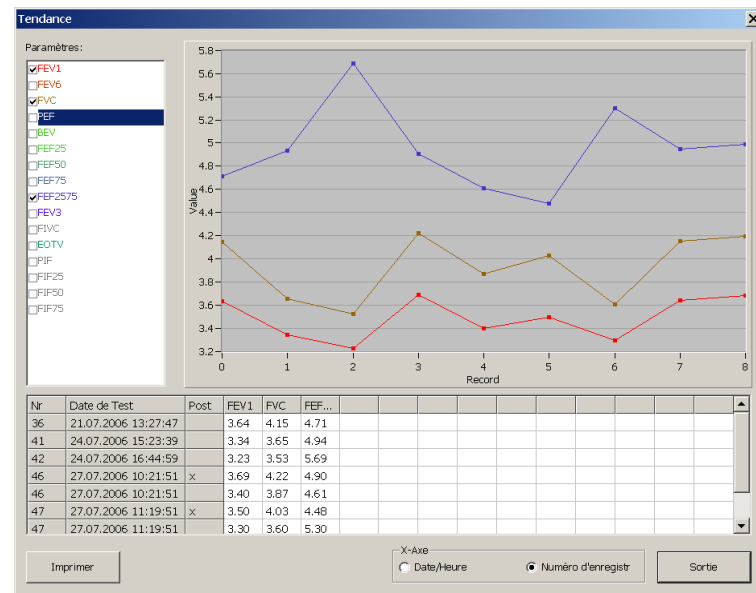 Tendance
Paramètres:
FEV1
FEV6
FVC
PEF
BEV
FEF25
FEF50
FEF75
FEF2575
FEV3
FIVC
EOTV
PIF
FIF25
FIF50
FIF75
5.8
5.6
5.4
5.2
5
4.8
4.6
4.4
4.2
4
3.8
3.6
3.4
3.2
Value
0 1 2 3 4 5 6 7 8
Record
Nr Date de Test Post FEV1 FVC FEF...
36 21.07.2006 13:27:47 3.64 4.15 4.71
41 24.07.2006 15:23:39 3.34 3.65 4.94
42 24.07.2006 16:44:59 3.23 3.53 5.69
46 27.07.2006 10:21:51 x 3.69 4.22 4.90
46 27.07.2006 10:21:51 3.40 3.87 4.61
47 27.07.2006 11:19:51 x 3.50 4.03 4.48
47 27.07.2006 11:19:51 3.30 3.60 5.30
Imprimer
X-Axe
Date/Heure Numéro d'enregistr
Sortie